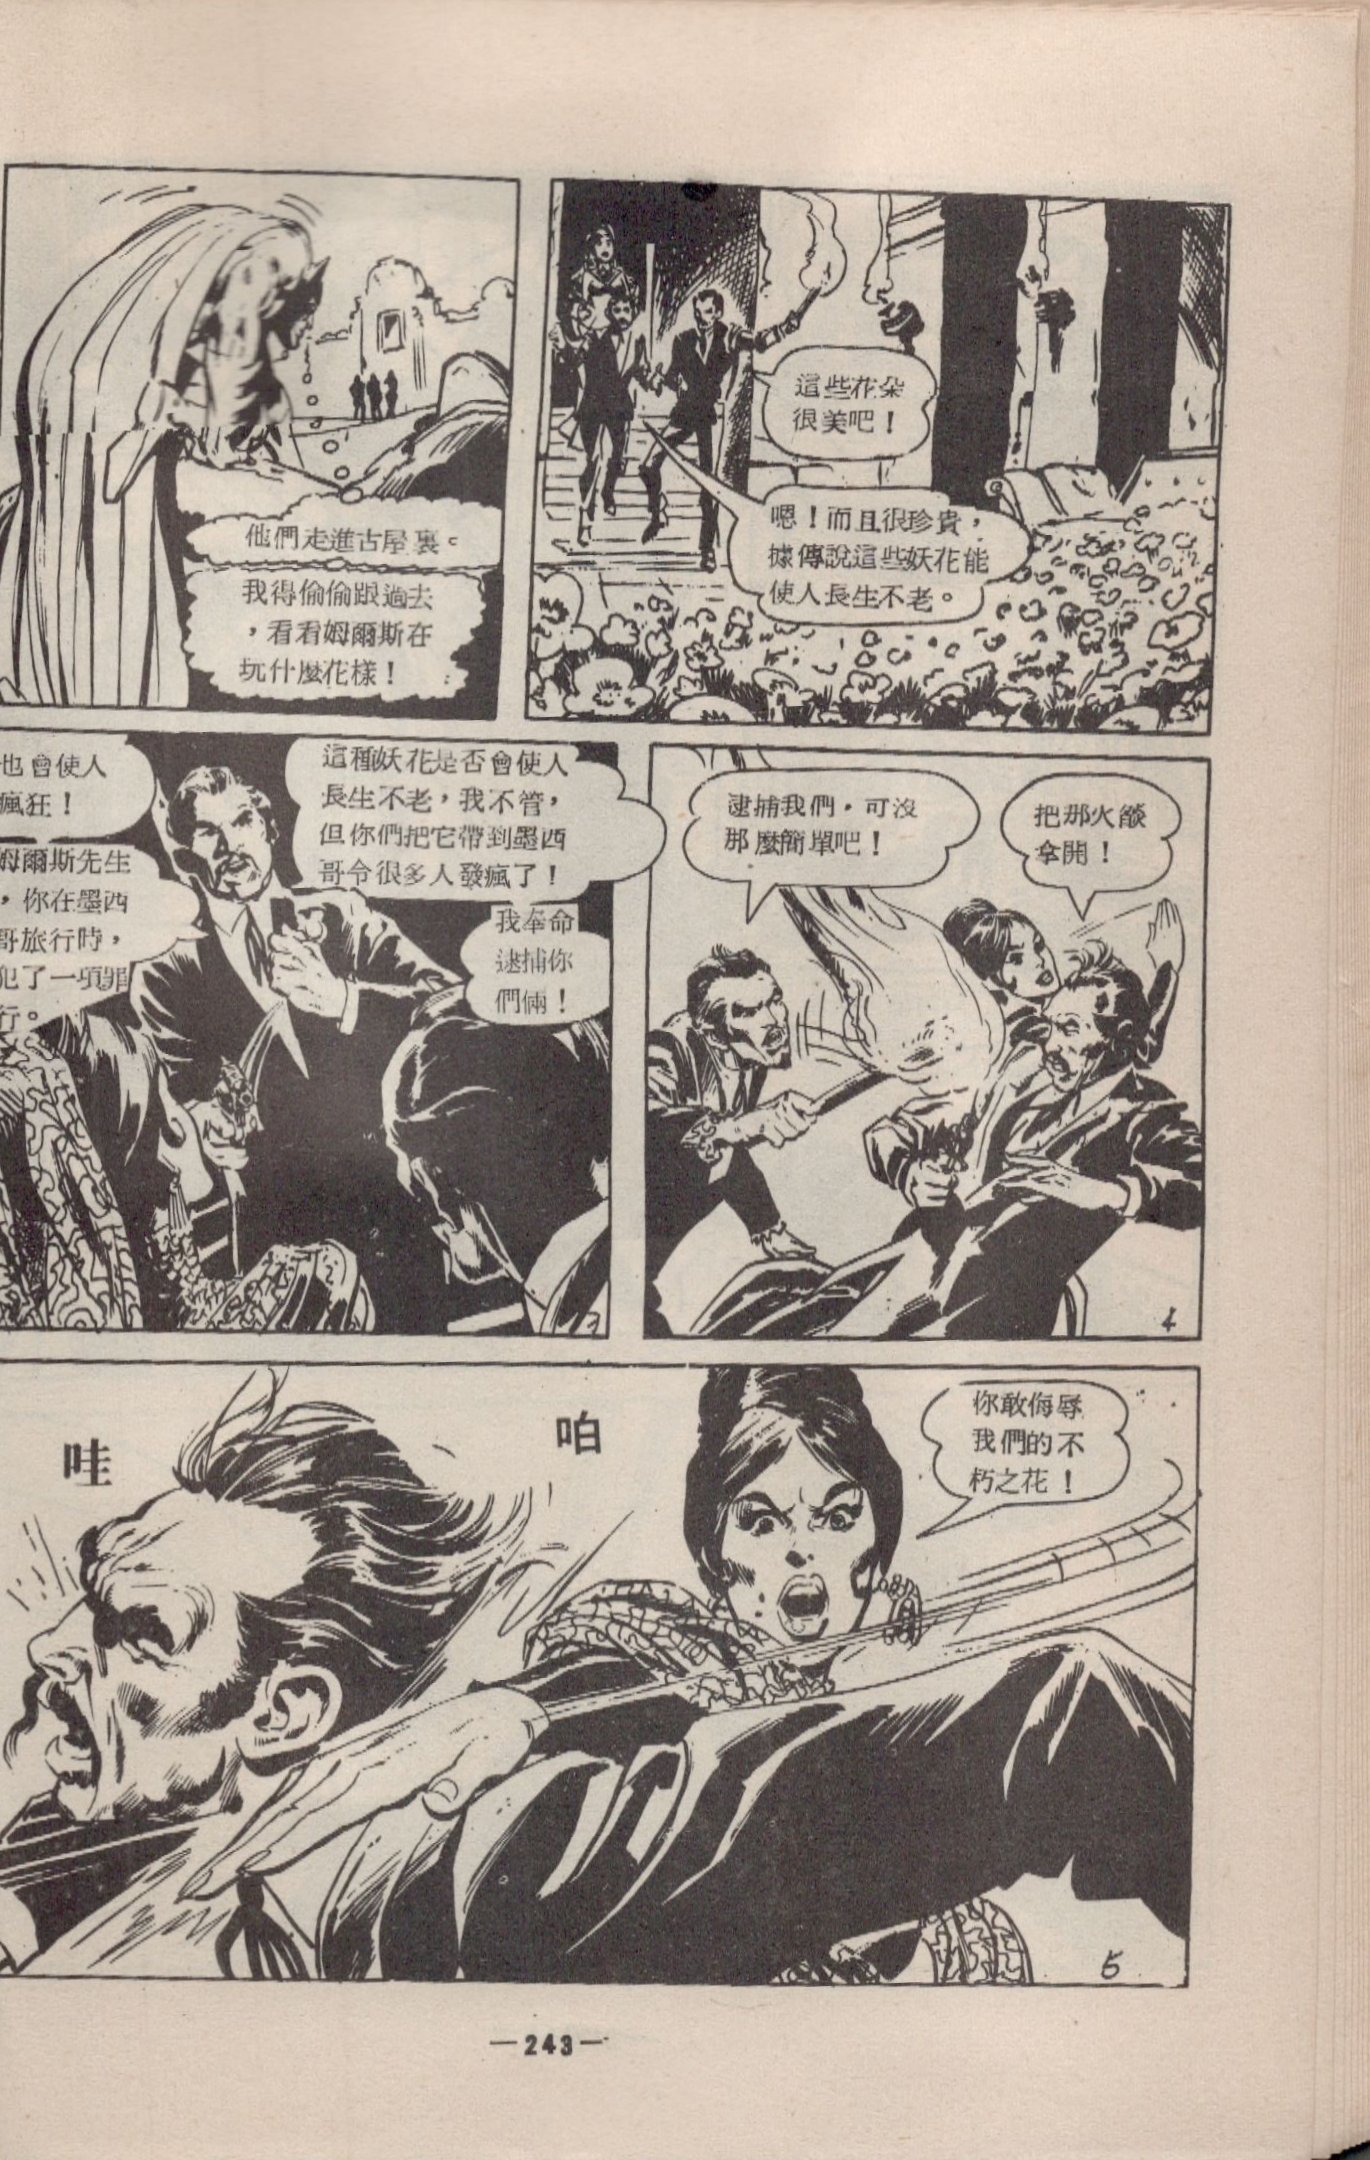 他們走進古屋裏。
我得偷偷跟過去
，看看姆爾斯在
玩什麼花樣！
這些花朵
很美吧！
嗯！而且很珍貴，
據傳說這些妖花能
使人長生不老。
也會使人
瘋狂！
姆爾斯先生
，你在墨西
哥旅行時，
犯了一項罪
行。
這種妖花是否會使人
長生不老，我不管，
但你們把它帶到墨西
哥令很多人發瘋了！
我奉命
逮捕你
們倆！
逮捕我們，可沒
那麼簡單吧！
把那火燄
拿開！
4
哇
啪
你敢侮辱
我們的不
朽之花！
5
—243—